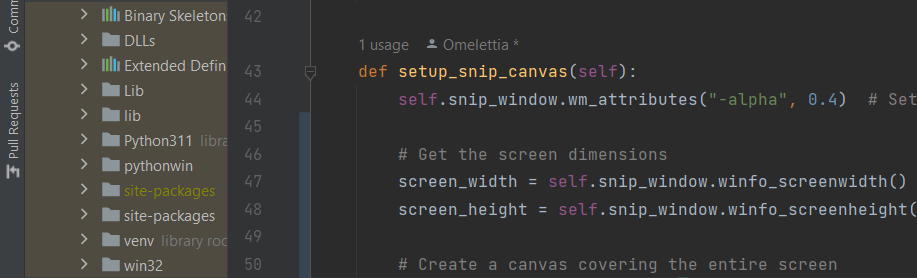 Comm
Pull Requests
Binary Skeleton
DLLs
Extended Defin
Lib
lib
Python311 libra
pythonwin
site-packages
site-packages
venv library roo
win32
42
1 usage Omelettia *
43 def setup_snip_canvas(self):
44 self.snip_window.wm_attributes("-alpha", 0.4) # Set
45
46 # Get the screen dimensions
47 screen_width = self.snip_window.winfo_screenwidth()
48 screen_height = self.snip_window.winfo_screenheight(
49
50 # Create a canvas covering the entire screen